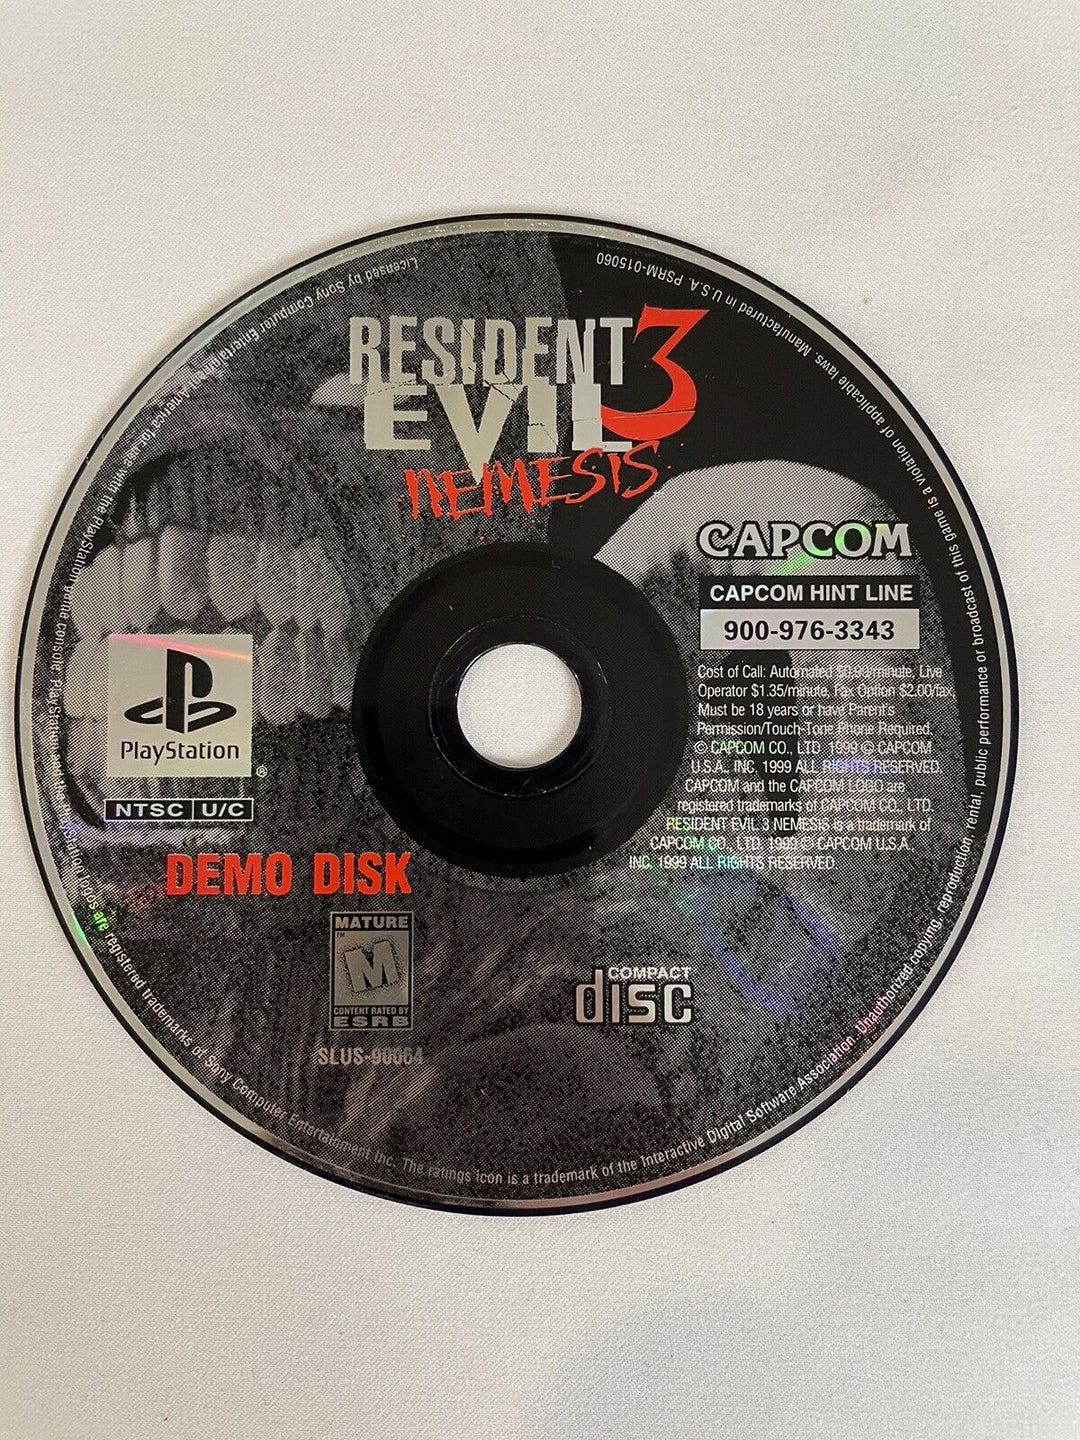 RESIDENT
EVIL 3
NEMESIS
CAPCOM
CAPCOM HINT LINE
900-976-3343
Cost of Call: Automated $0.99/minute, Live
Operator $1.35/minute, Fax Option $2.00/fax.
Must be 18 years or have Parent's
Permission/Touch-Tone Phone Required.
© CAPCOM CO., LTD 1999 © CAPCOM
U.S.A., INC. 1999 ALL RIGHTS RESERVED.
CAPCOM and the CAPCOM LOGO are
registered trademarks of CAPCOM CO., LTD.
RESIDENT EVIL 3 NEMESIS is a trademark of
CAPCOM CO., LTD. 1999 © CAPCOM U.S.A.,
INC. 1999 ALL RIGHTS RESERVED.
PlayStation
®
NTSC U/C
DEMO DISK
MATURE
™
M
CONTENT RATED BY
ESRB
SLUS-90064
COMPACT
disc
Licensed by Sony Computer Entertainment America for use with the PlayStation game console. PlayStation and the PlayStation logos are registered trademarks of Sony Computer Entertainment Inc. The ratings icon is a trademark of the Interactive Digital Software Association. Unauthorized copying, reproduction, rental, public performance or broadcast of this game is a violation of applicable laws. Manufactured in U.S.A. PSRM-015060